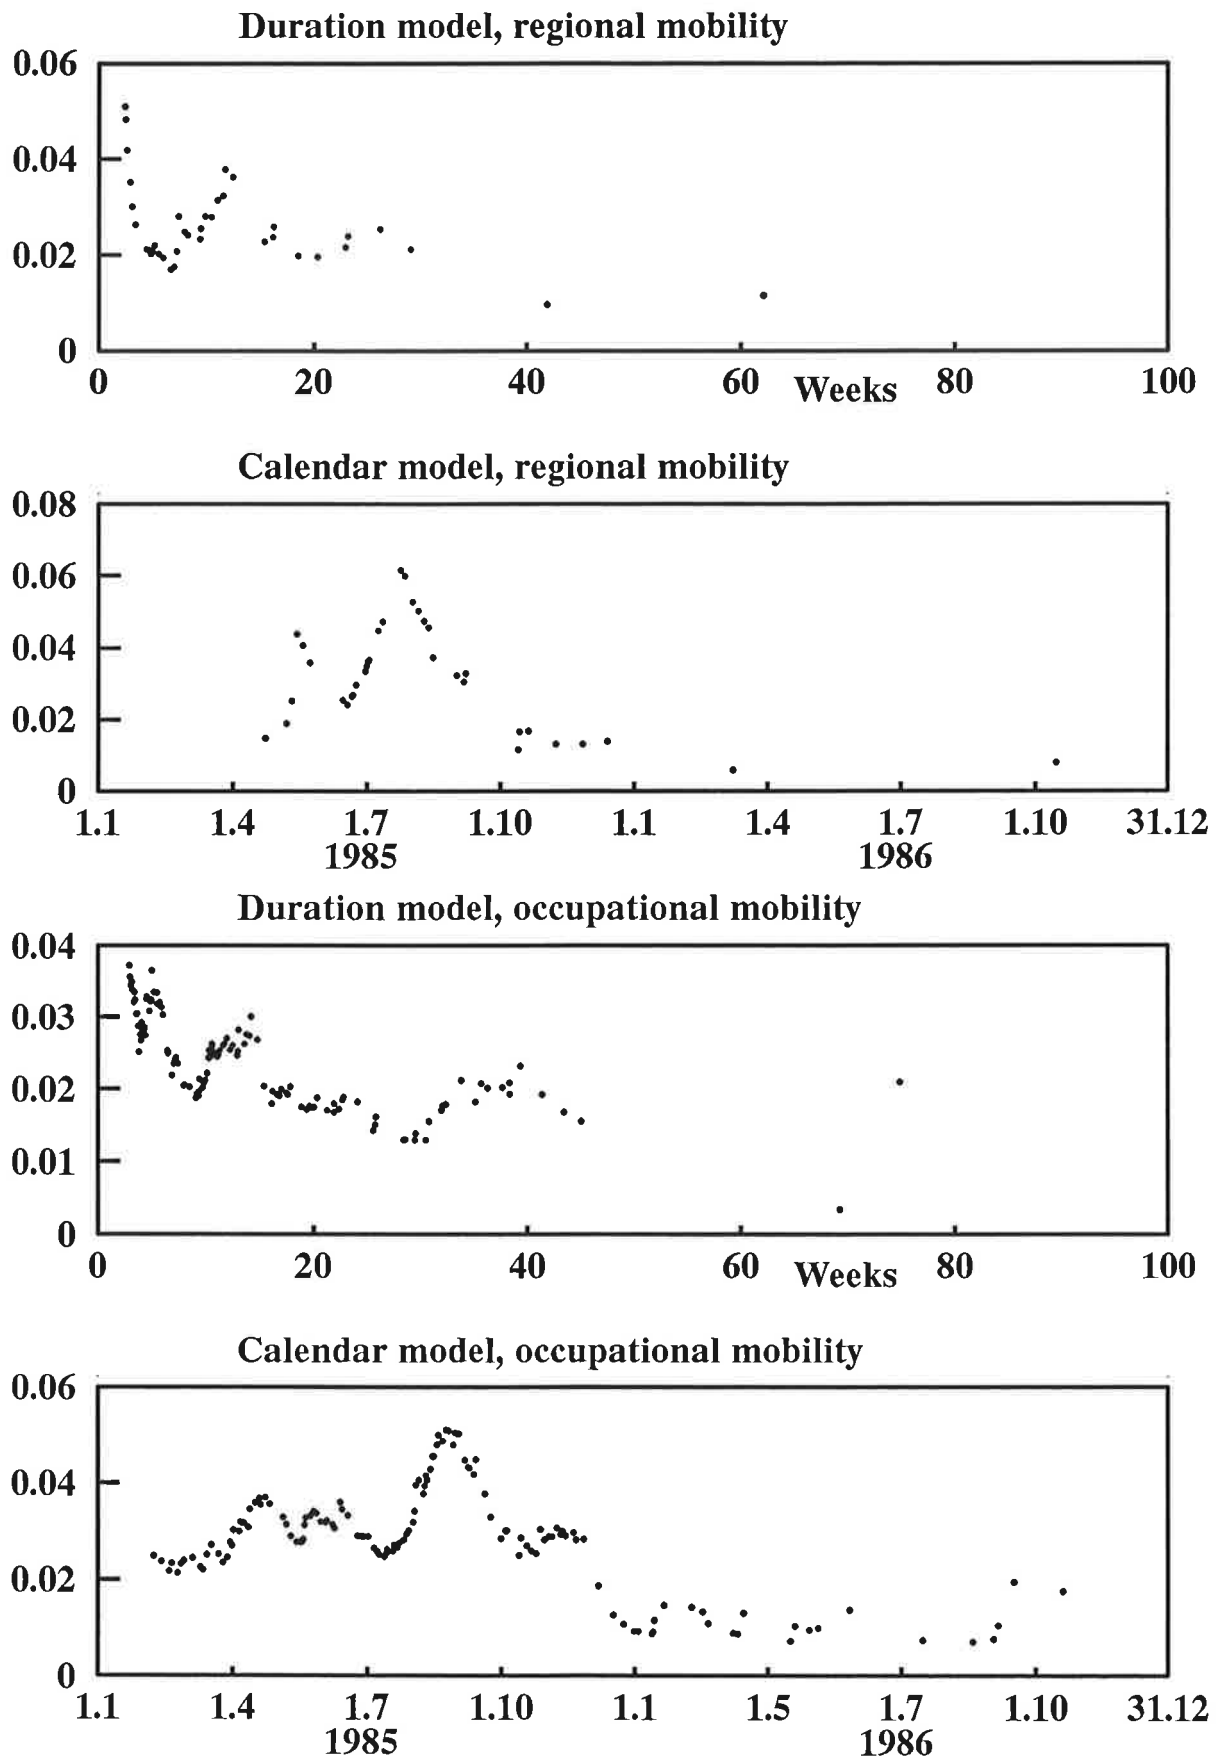 Duration model, regional mobility
0.06
0.04
0.02
0
0 20 40 60 Weeks 80 100
Calendar model, regional mobility
0.08
0.06
0.04
0.02
0
1.1 1.4 1.7 1.10 1.1 1.4 1.7 1.10 31.12
1985 1986
Duration model, occupational mobility
0.04
0.03
0.02
0.01
0
0 20 40 60 Weeks 80 100
Calendar model, occupational mobility
0.06
0.04
0.02
0
1.1 1.4 1.7 1.10 1.1 1.5 1.7 1.10 31.12
1985 1986